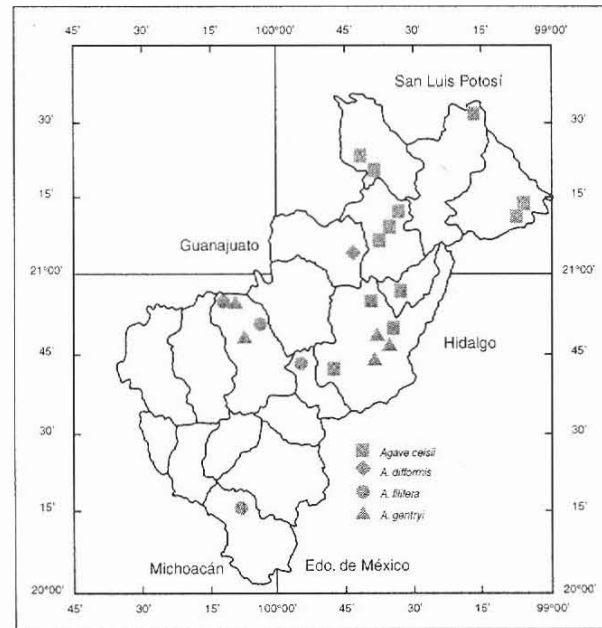 45' 30' 15' 100°00' 45' 30' 15' 99°00'
San Luis Potosí
30' 30'
15' 15'
Guanajuato
21°00' 21°00'
Hidalgo
45' 45'
30' 30'
Agave celsii
A. difformis
A. filifera
A. gentryi
15' 15'
Michoacán Edo. de México
20°00' 20°00'
45' 30' 15' 100°00' 45' 30' 15' 99°00'